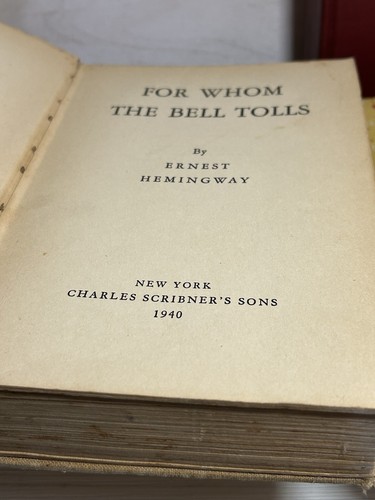 FOR WHOM
THE BELL TOLLS
By
ERNEST
HEMINGWAY
NEW YORK
CHARLES SCRIBNER'S SONS
1940